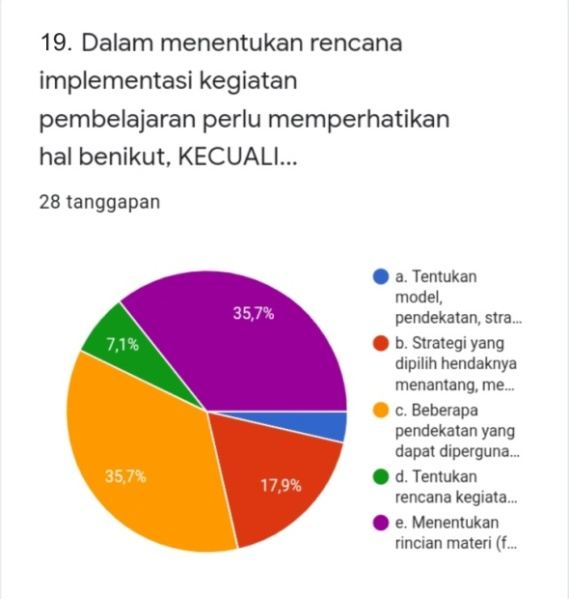 19. Dalam menentukan rencana
implementasi kegiatan
pembelajaran perlu memperhatikan
hal benikut, KECUALI...
28 tanggapan
35,7%
7,1%
35,7%
17,9%
a. Tentukan
model,
pendekatan, stra...
b. Strategi yang
dipilih hendaknya
menantang, me...
c. Beberapa
pendekatan yang
dapat diperguna...
d. Tentukan
rencana kegiata...
e. Menentukan
rincian materi (f...